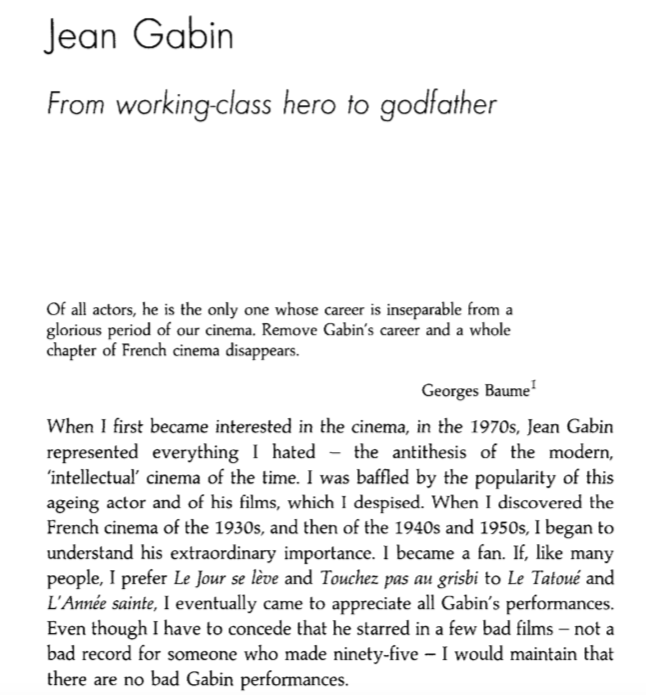 Jean Gabin
From working-class hero to godfather
Of all actors, he is the only one whose career is inseparable from a
glorious period of our cinema. Remove Gabin's career and a whole
chapter of French cinema disappears.
Georges Baume¹
When I first became interested in the cinema, in the 1970s, Jean Gabin
represented everything I hated – the antithesis of the modern,
'intellectual' cinema of the time. I was baffled by the popularity of this
ageing actor and of his films, which I despised. When I discovered the
French cinema of the 1930s, and then of the 1940s and 1950s, I began to
understand his extraordinary importance. I became a fan. If, like many
people, I prefer Le Jour se lève and Touchez pas au grisbi to Le Tatoué and
L'Année sainte, I eventually came to appreciate all Gabin's performances.
Even though I have to concede that he starred in a few bad films – not a
bad record for someone who made ninety-five – I would maintain that
there are no bad Gabin performances.